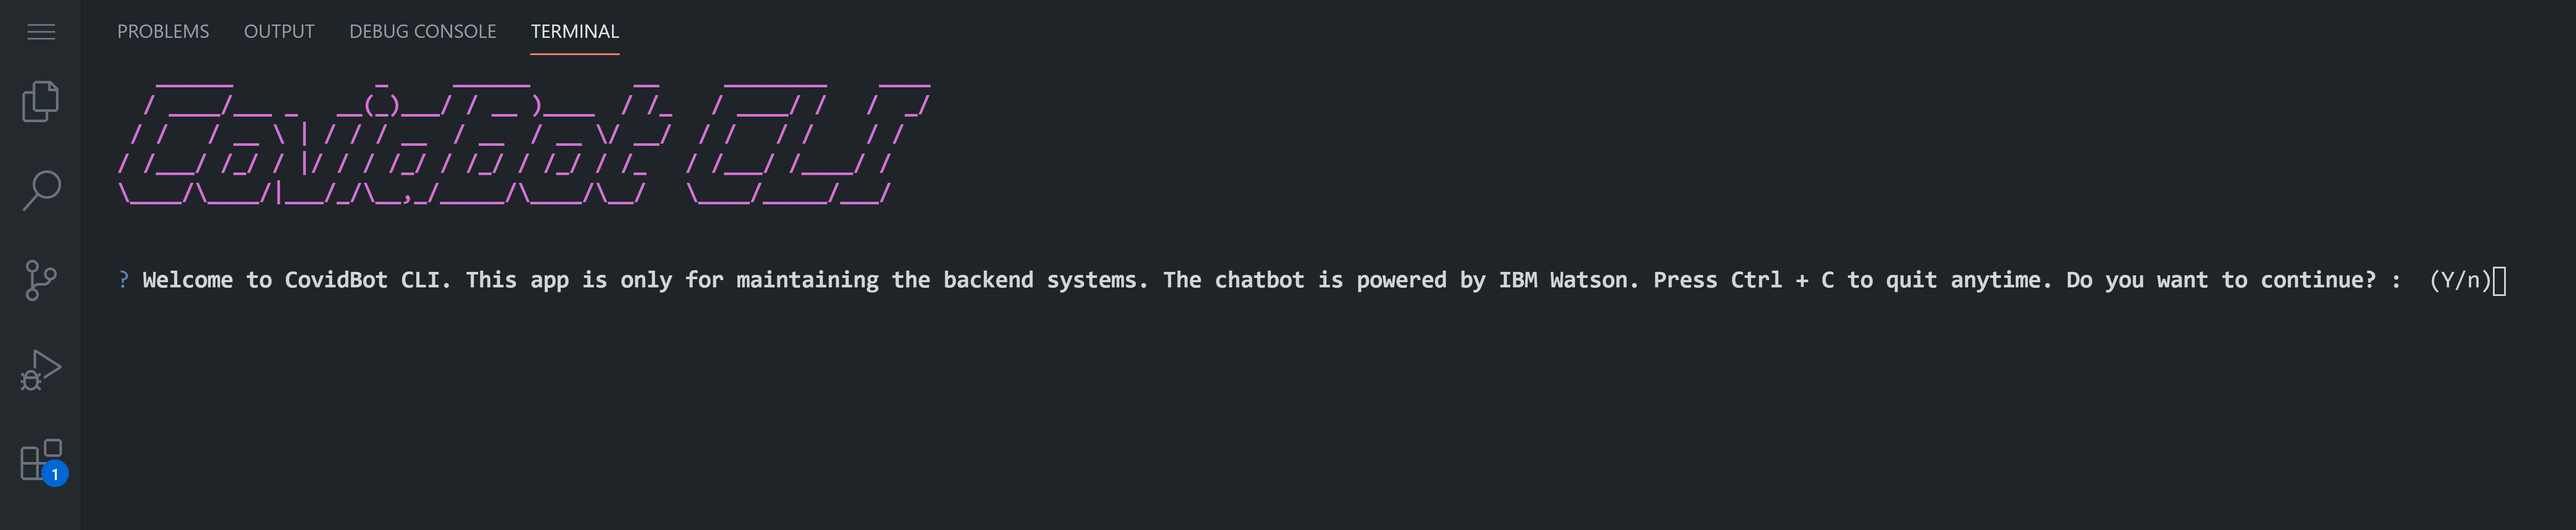 PROBLEMS OUTPUT DEBUG CONSOLE TERMINAL
CovidBot CLI
? Welcome to CovidBot CLI. This app is only for maintaining the backend systems. The chatbot is powered by IBM Watson. Press Ctrl + C to quit anytime. Do you want to continue? :  (Y/n)
1